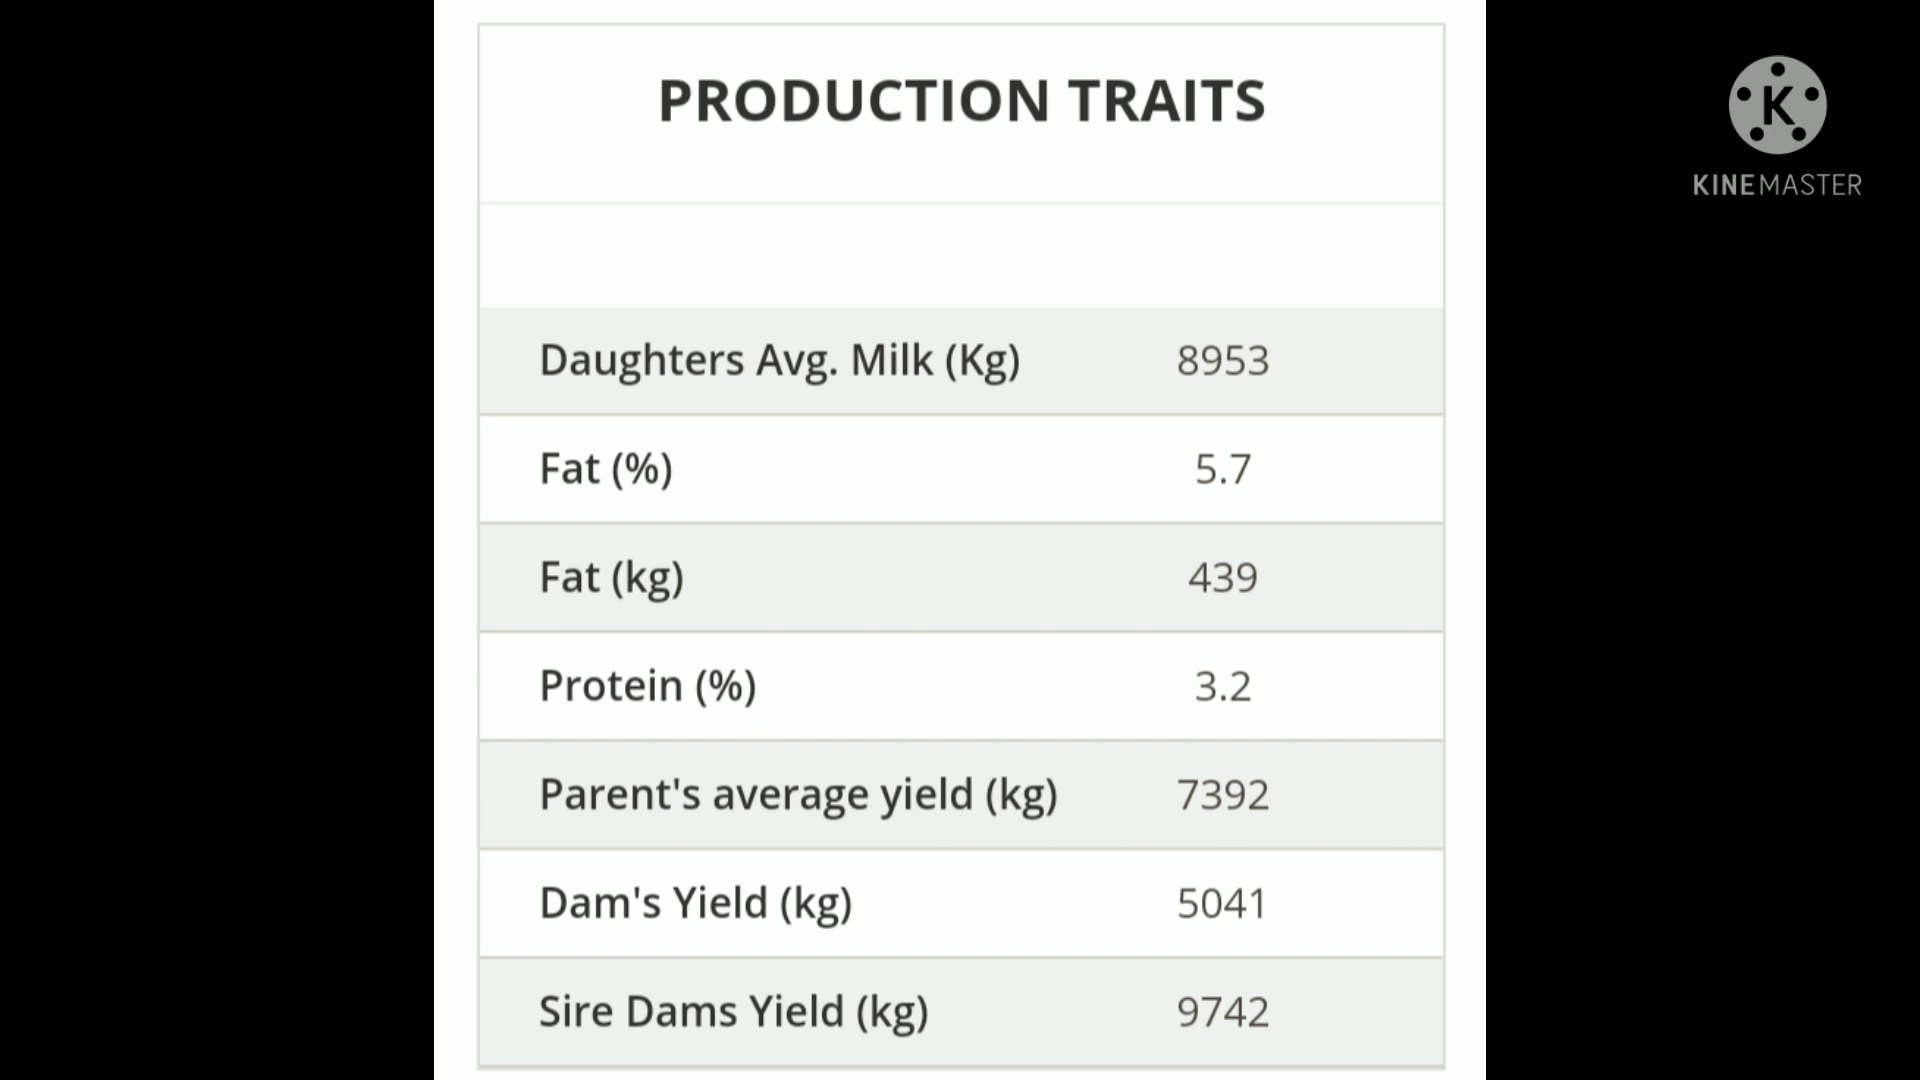 PRODUCTION TRAITS
Daughters Avg. Milk (Kg) 8953
Fat (%) 5.7
Fat (kg) 439
Protein (%) 3.2
Parent's average yield (kg) 7392
Dam's Yield (kg) 5041
Sire Dams Yield (kg) 9742
K
KINEMASTER